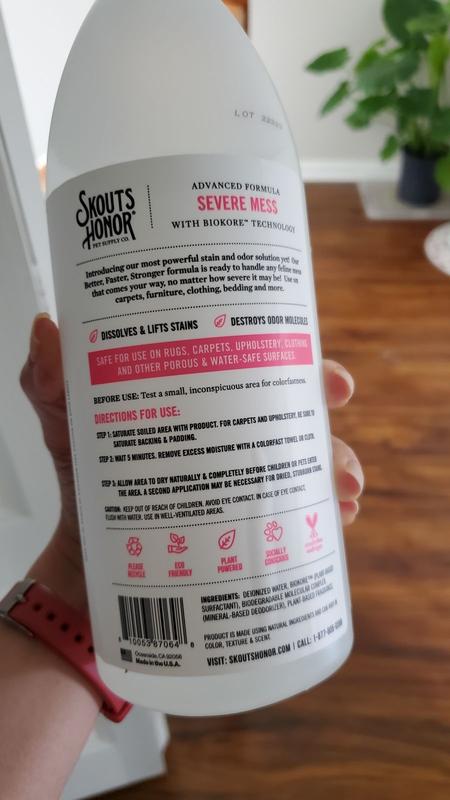 LOT
SKOUTS
HONOR
PET SUPPLY CO.
ADVANCED FORMULA
SEVERE MESS
WITH BIOKORE™ TECHNOLOGY
Introducing our most powerful stain and odor solution yet! Our
Better, Faster, Stronger formula is ready to handle any feline mess
that comes your way, no matter how severe it may be! Use on
carpets, furniture, clothing, bedding and more.
DISSOLVES & LIFTS STAINS
DESTROYS ODOR MOLECULES
SAFE FOR USE ON RUGS, CARPETS, UPHOLSTERY, CLOTHING
AND OTHER POROUS & WATER-SAFE SURFACES.
BEFORE USE: Test a small, inconspicuous area for colorfastness.
DIRECTIONS FOR USE:
STEP 1: SATURATE SOILED AREA WITH PRODUCT. FOR CARPETS AND UPHOLSTERY, BE SURE TO
SATURATE BACKING & PADDING.
STEP 2: WAIT 5 MINUTES. REMOVE EXCESS MOISTURE WITH A COLORFAST TOWEL OR CLOTH.
STEP 3: ALLOW AREA TO DRY NATURALLY & COMPLETELY BEFORE CHILDREN OR PETS ENTER
THE AREA. A SECOND APPLICATION MAY BE NECESSARY FOR DRIED, STUBBORN STAINS.
CAUTION: KEEP OUT OF REACH OF CHILDREN. AVOID EYE CONTACT. IN CASE OF EYE CONTACT,
FLUSH WITH WATER. USE IN WELL-VENTILATED AREAS.
PLEASE
RECYCLE
ECO
FRIENDLY
PLANT
POWERED
SOCIALLY
CONSCIOUS
INGREDIENTS: DEIONIZED WATER, BIOKORE™ (PLANT-BASED
SURFACTANT), BIODEGRADABLE MOLECULAR COMPLEX
(MINERAL-BASED DEODORIZER), PLANT-BASED FRAGRANCE.
PRODUCT IS MADE USING NATURAL INGREDIENTS AND CAN VARY IN
COLOR, TEXTURE & SCENT.
VISIT: SKOUTSHONOR.COM | CALL:
8 10053 87064
Oceanside, CA 92056
Made in the U.S.A.